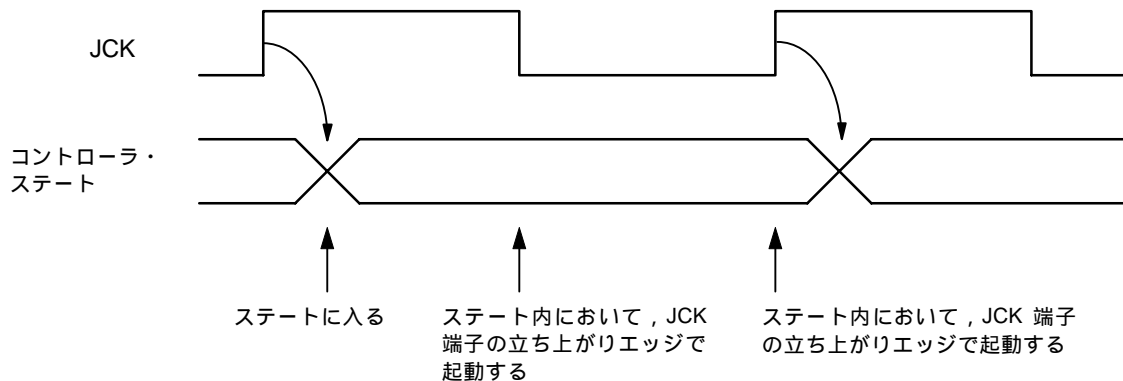 JCK
コントローラ・
ステート
ステートに入る
ステート内において，JCK
端子の立ち上がりエッジで
起動する
ステート内において，JCK 端子
の立ち上がりエッジで起動する